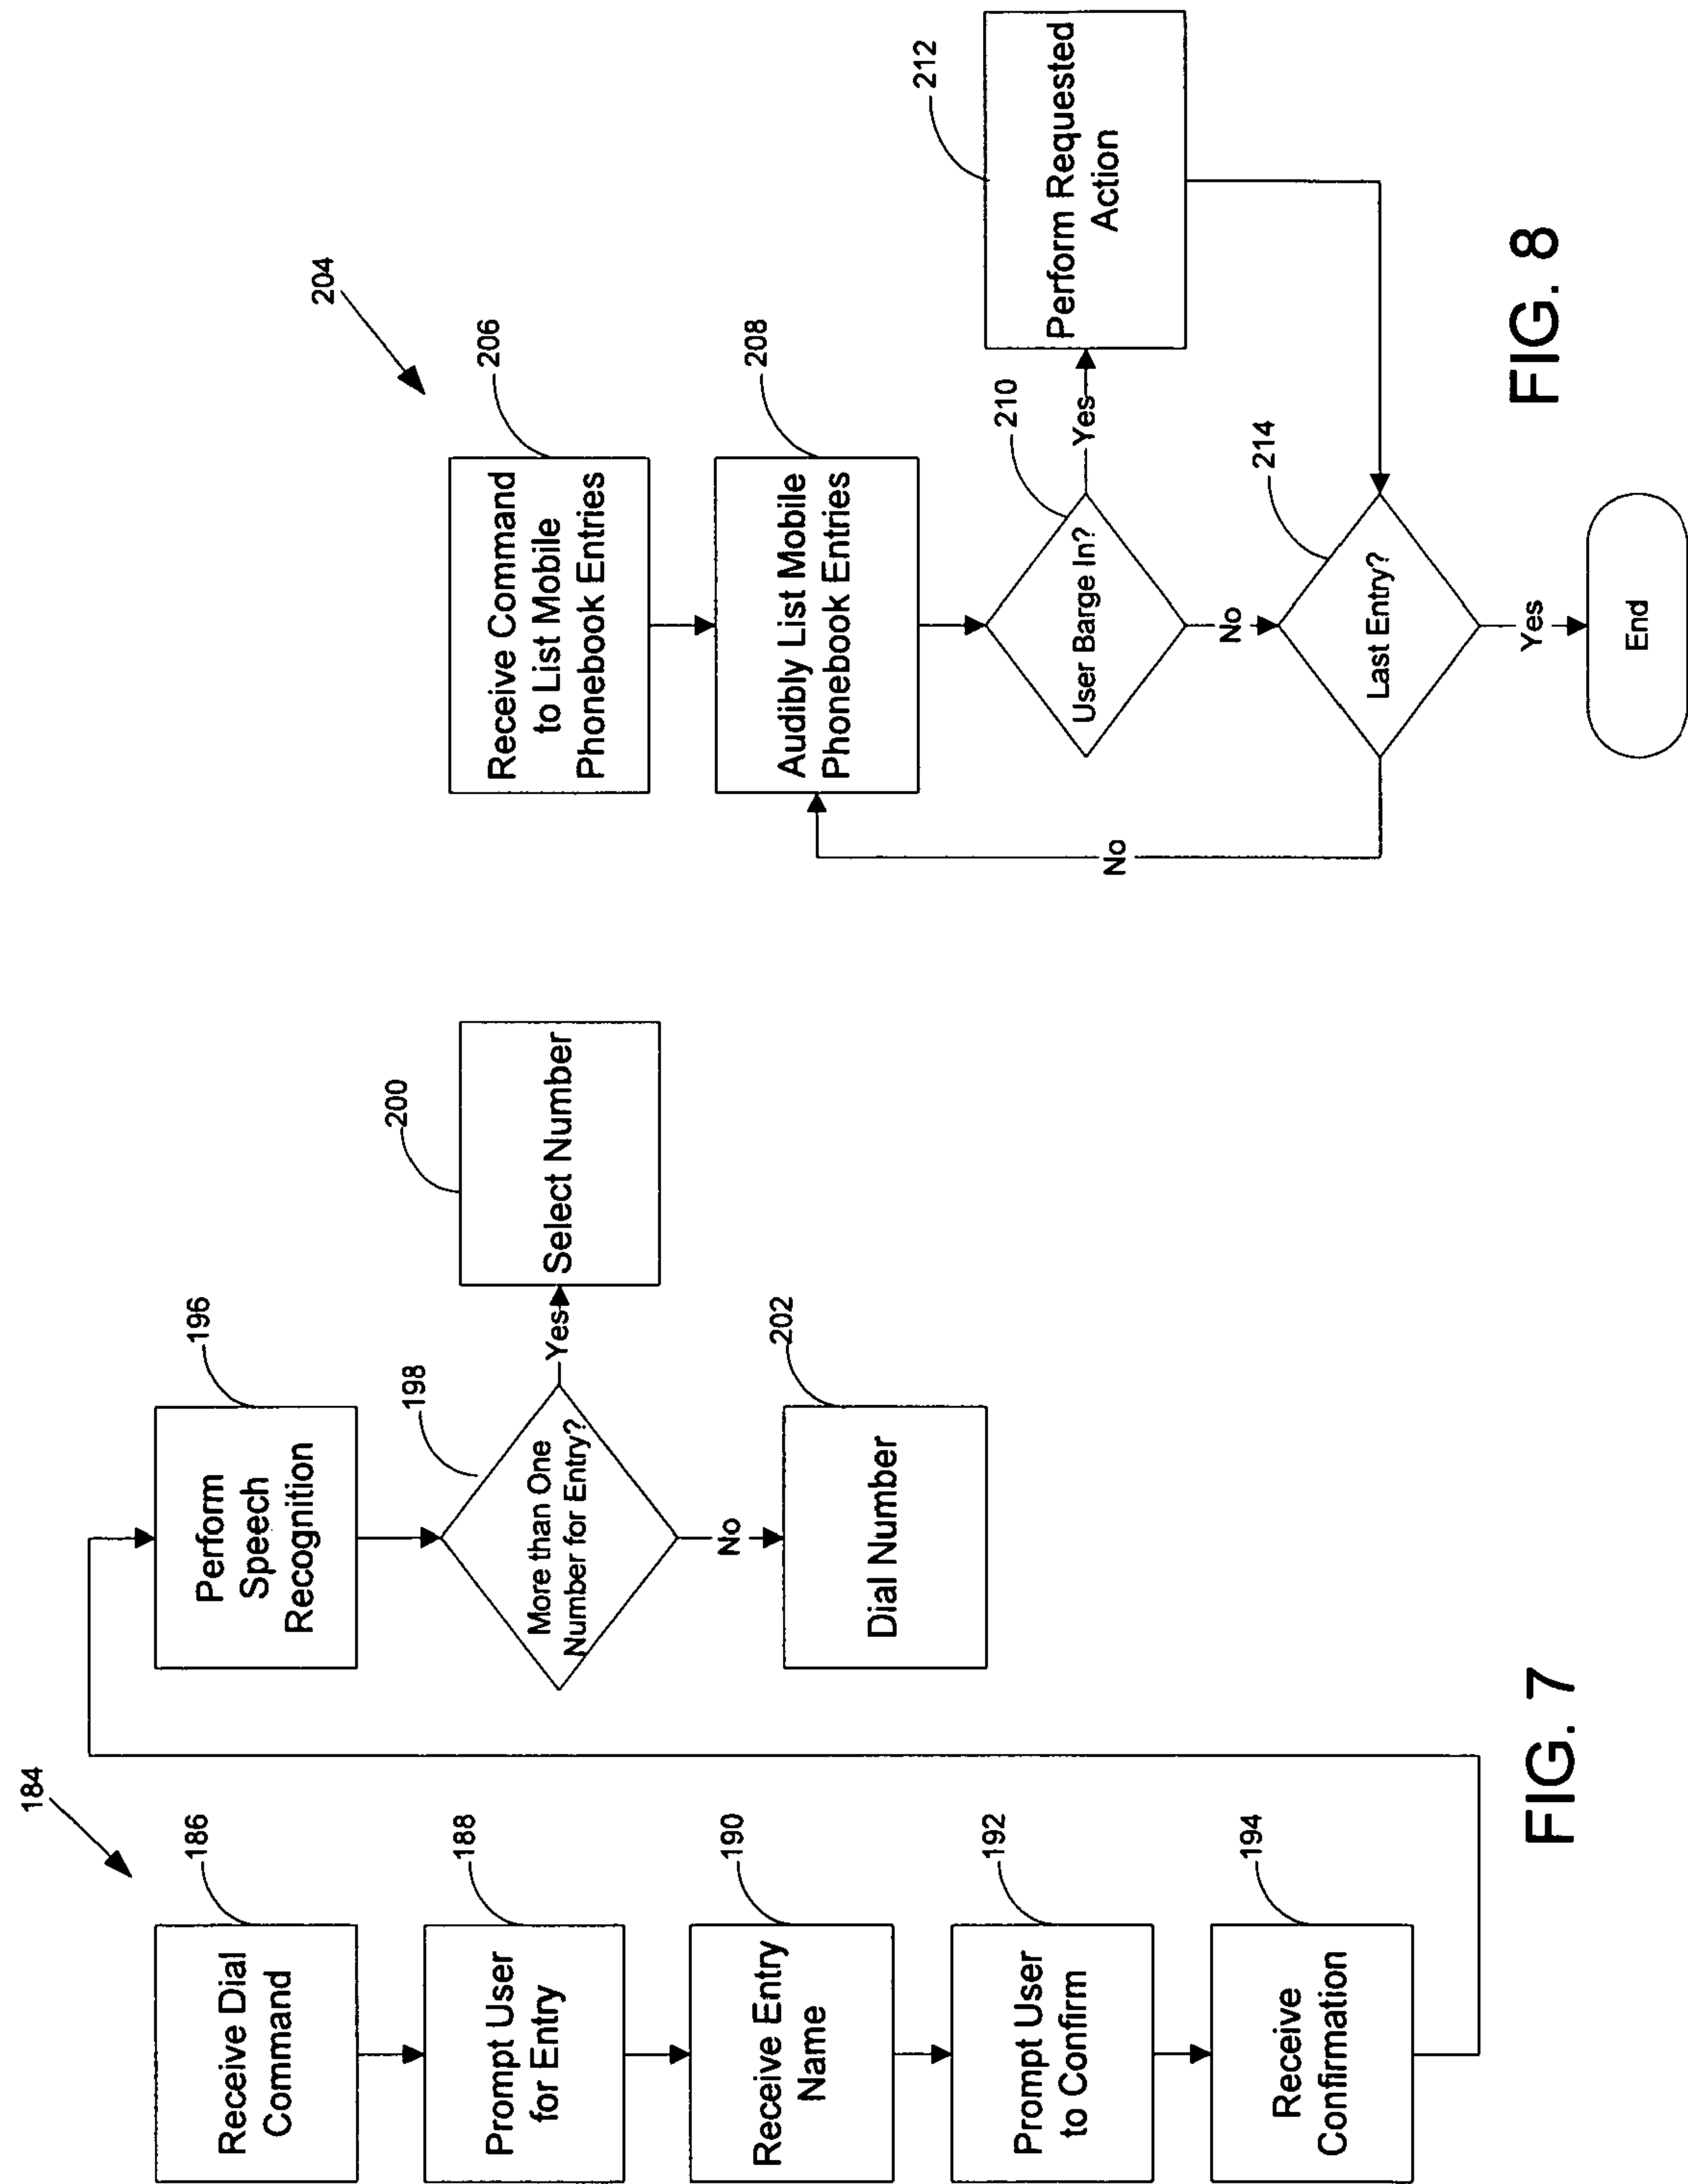 184
186
Receive Dial
Command
188
Prompt User
for Entry
190
Receive Entry
Name
192
Prompt User
to Confirm
194
Receive
Confirmation
196
Perform
Speech
Recognition
198
More than One
Number for Entry?
Yes
200
Select Number
No
202
Dial Number
FIG. 7
204
206
Receive Command
to List Mobile
Phonebook Entries
208
Audibly List Mobile
Phonebook Entries
210
User Barge In?
Yes
212
Perform Requested
Action
No
214
Last Entry?
No
Yes
End
FIG. 8